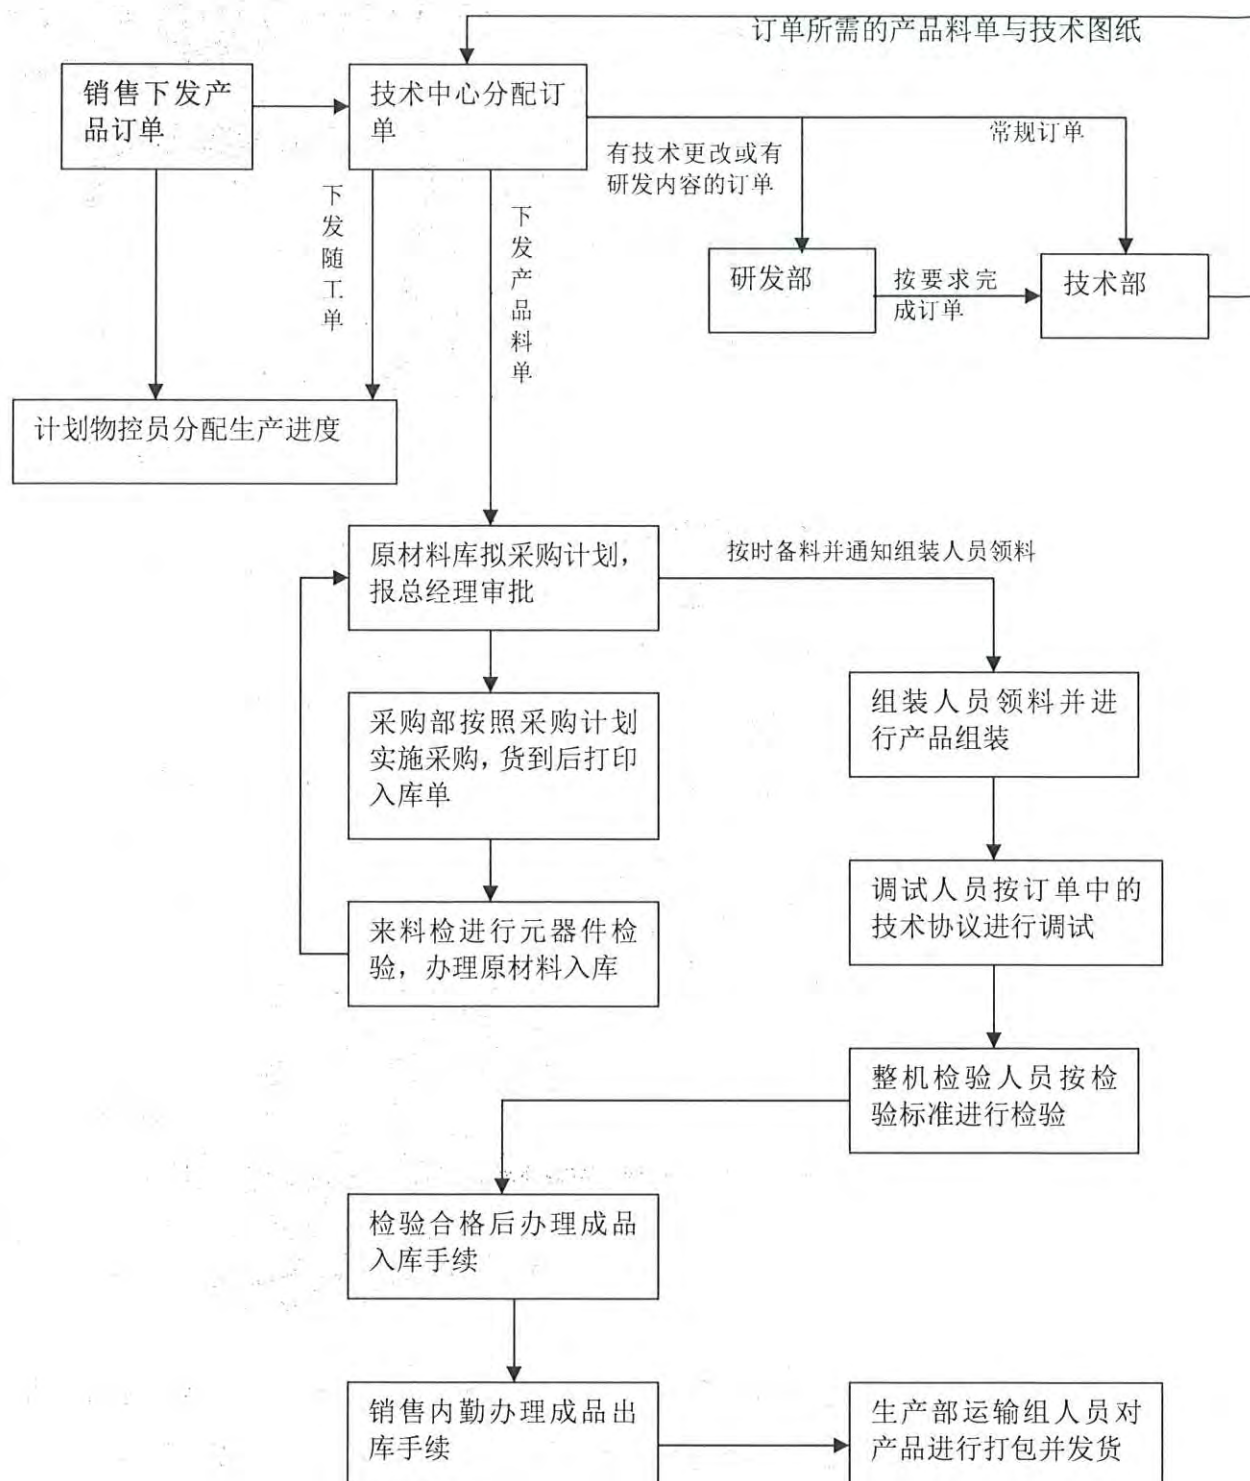 订单所需的产品料单与技术图纸
销售下发产
品订单
技术中心分配订
单
常规订单
有技术更改或有
研发内容的订单
下发随工单
下发产品料单
研发部
按要求完
成订单
技术部
计划物控员分配生产进度
原材料库拟采购计划，
报总经理审批
按时备料并通知组装人员领料
采购部按照采购计划
实施采购，货到后打印
入库单
组装人员领料并进
行产品组装
来料检进行元器件检
验，办理原材料入库
调试人员按订单中的
技术协议进行调试
整机检验人员按检
验标准进行检验
检验合格后办理成品
入库手续
销售内勤办理成品出
库手续
生产部运输组人员对
产品进行打包并发货